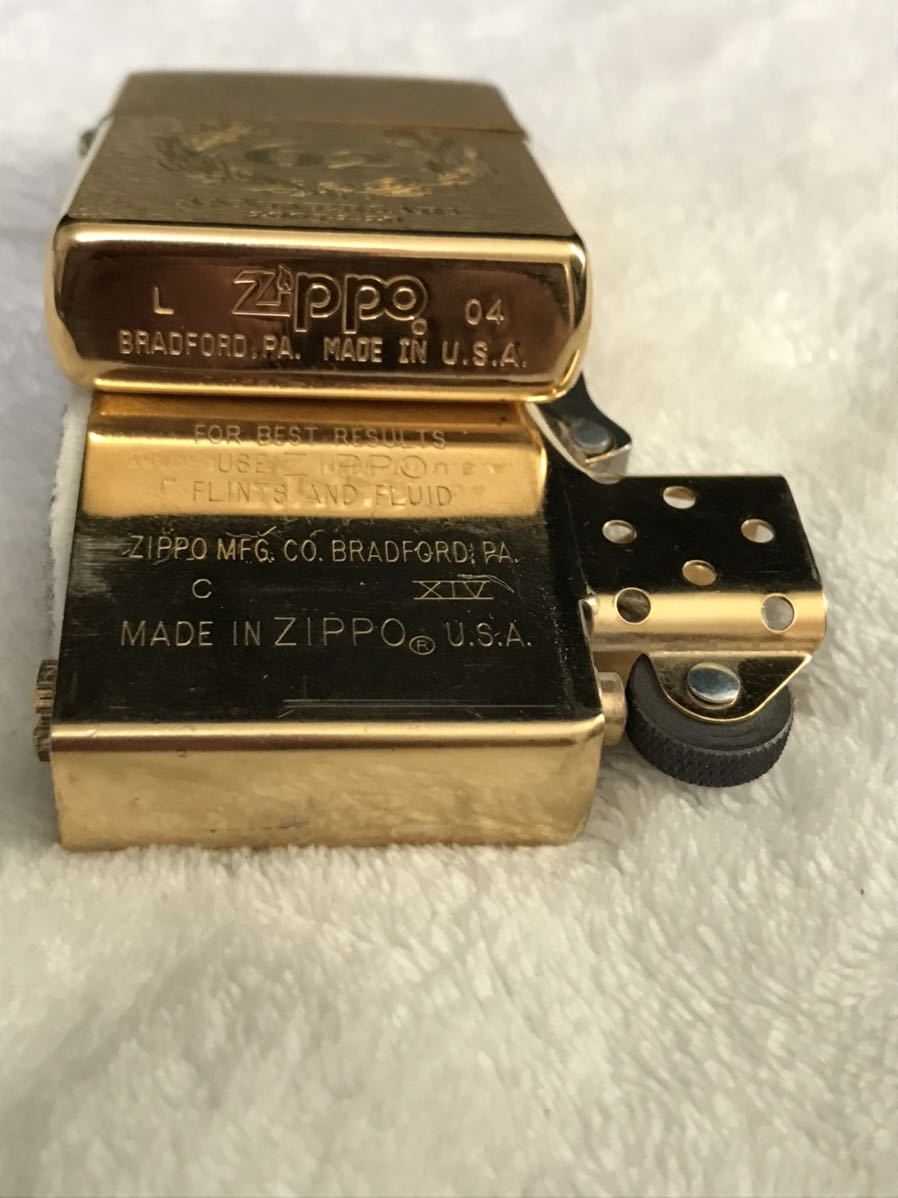 L Zippo 04
BRADFORD, PA. MADE IN U.S.A.
FOR BEST RESULTS
USE ZIPPO
FLINTS AND FLUID
ZIPPO MFG. CO. BRADFORD, PA.
C XIV
MADE IN ZIPPO® U.S.A.